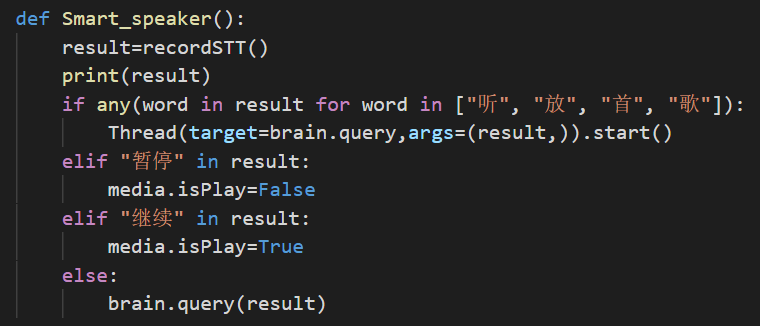 def Smart_speaker():
    result=recordSTT()
    print(result)
    if any(word in result for word in ["听", "放", "首", "歌"]):
        Thread(target=brain.query,args=(result,)).start()
    elif "暂停" in result:
        media.isPlay=False
    elif "继续" in result:
        media.isPlay=True
    else:
        brain.query(result)